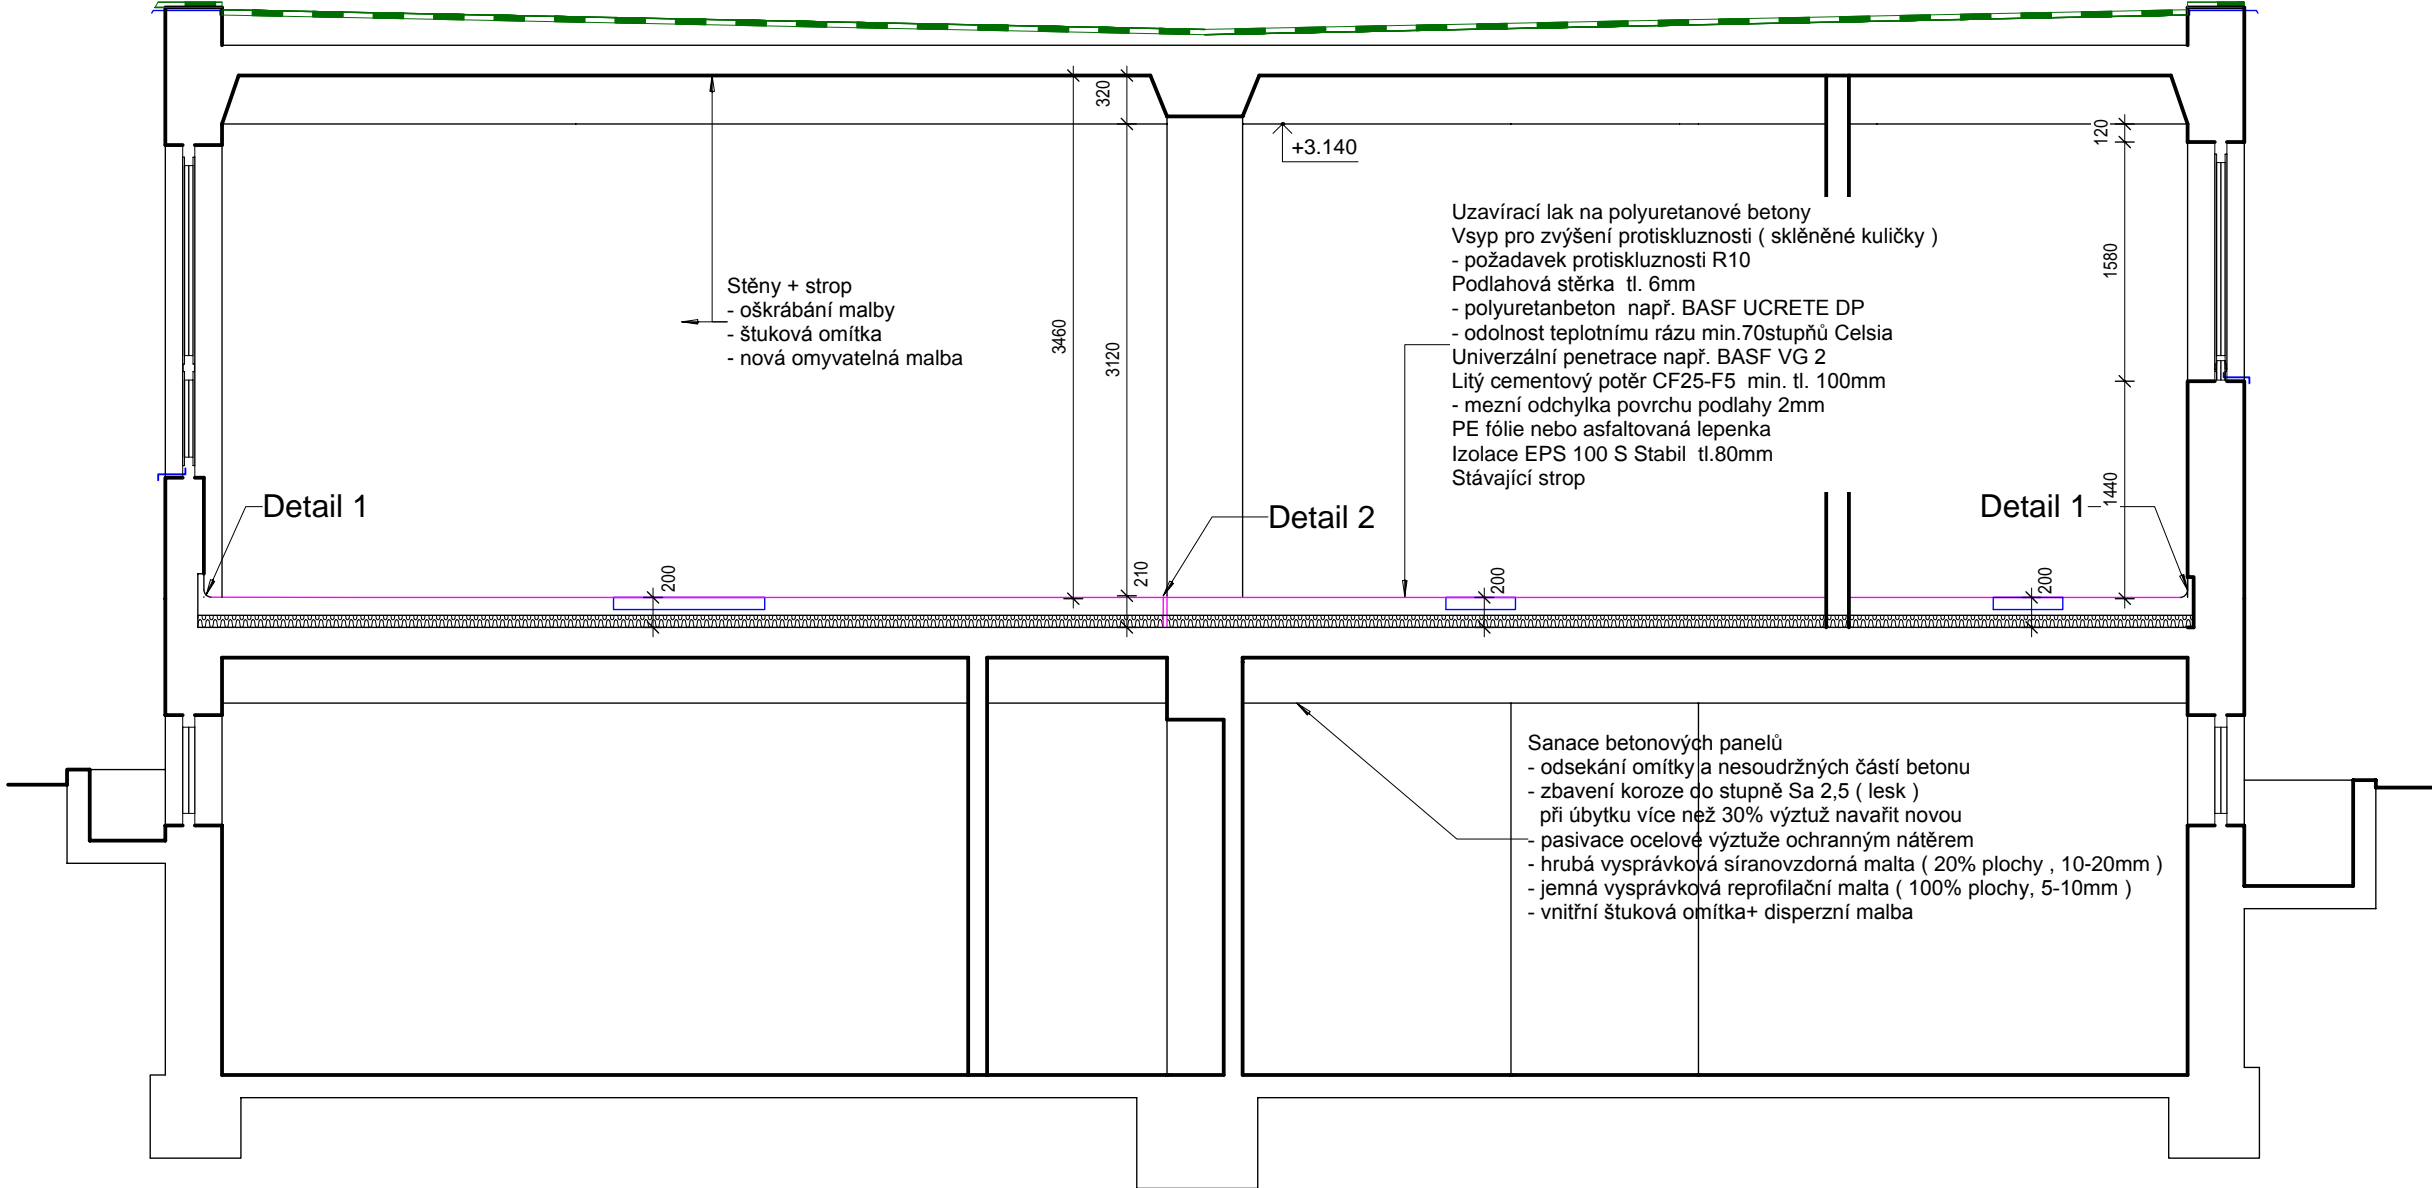 320
+3.140
120
Uzavírací lak na polyuretanové betony
Vsyp pro zvýšení protiskluznosti ( sklěněné kuličky )
- požadavek protiskluznosti R10
Podlahová stěrka  tl. 6mm
- polyuretanbeton  např. BASF UCRETE DP
- odolnost teplotnímu rázu min.70stupňů Celsia
Univerzální penetrace např. BASF VG 2
Litý cementový potěr CF25-F5  min. tl. 100mm
- mezní odchylka povrchu podlahy 2mm
PE fólie nebo asfaltovaná lepenka
Izolace EPS 100 S Stabil  tl.80mm
Stávající strop
1580
Stěny + strop
- oškrábání malby
- štuková omítka
- nová omyvatelná malba
3460
3120
1440
Detail 1
Detail 2
Detail 1
200
210
200
200
Sanace betonových panelů
- odsekání omítky a nesoudržných částí betonu
- zbavení koroze do stupně Sa 2,5 ( lesk )
při úbytku více než 30% výztuž navařit novou
- pasivace ocelové výztuže ochranným nátěrem
- hrubá vysprávková síranovzdorná malta ( 20% plochy , 10-20mm )
- jemná vysprávková reprofilační malta ( 100% plochy, 5-10mm )
- vnitřní štuková omítka+ disperzní malba